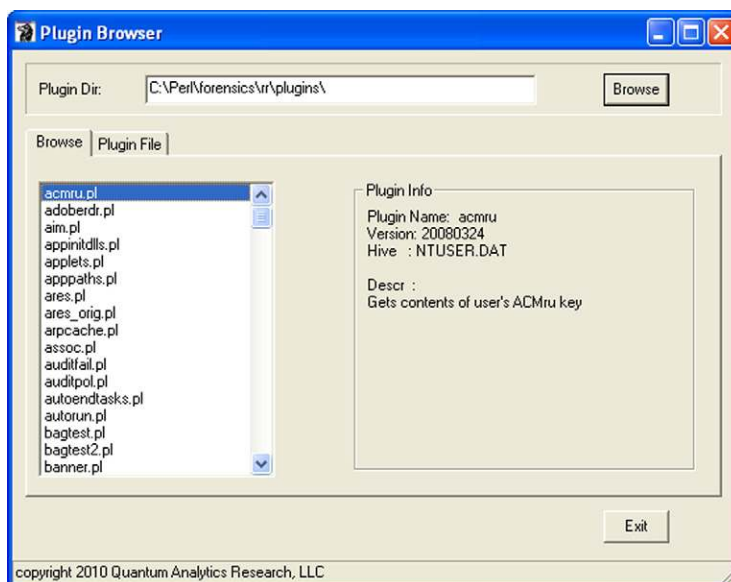 Plugin Browser
Plugin Dir: C:\Perl\forensics\rr\plugins\ Browse
Browse Plugin File
acmru.pl
adoberdr.pl
aim.pl
appinitdlls.pl
applets.pl
apppaths.pl
ares.pl
ares_orig.pl
arpcache.pl
assoc.pl
auditfail.pl
auditpol.pl
autoendtasks.pl
autorun.pl
bagtest.pl
bagtest2.pl
banner.pl
Plugin Info
Plugin Name: acmru
Version: 20080324
Hive : NTUSER.DAT
Descr :
Gets contents of user's ACMru key
Exit
copyright 2010 Quantum Analytics Research, LLC